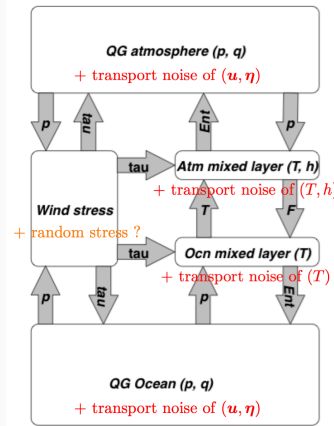 QG atmosphere (p, q)
+ transport noise of (u, η)
p
tau
Ent
p
tau
Atm mixed layer (T, h)
+ transport noise of (T, h)
Wind stress
+ random stress ?
T
F
tau
Ocn mixed layer (T)
+ transport noise of (T)
p
tau
p
Ent
QG Ocean (p, q)
+ transport noise of (u, η)